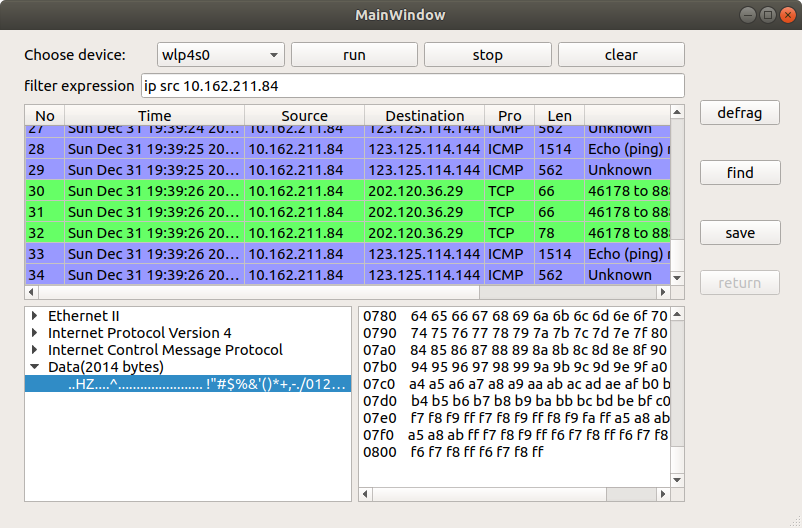 MainWindow
Choose device: wlp4s0 run stop clear
filter expression ip src 10.162.211.84
No Time Source Destination Pro Len
27 Sun Dec 31 19:39:24 20... 10.162.211.84 123.125.114.144 ICMP 562 Unknown
defrag
28 Sun Dec 31 19:39:25 20... 10.162.211.84 123.125.114.144 ICMP 1514 Echo (ping)
29 Sun Dec 31 19:39:25 20... 10.162.211.84 123.125.114.144 ICMP 562 Unknown
find
30 Sun Dec 31 19:39:26 20... 10.162.211.84 202.120.36.29 TCP 66 46178 to 888
31 Sun Dec 31 19:39:26 20... 10.162.211.84 202.120.36.29 TCP 66 46178 to 888
32 Sun Dec 31 19:39:26 20... 10.162.211.84 202.120.36.29 TCP 78 46178 to 888
save
33 Sun Dec 31 19:39:26 20... 10.162.211.84 123.125.114.144 ICMP 1514 Echo (ping)
34 Sun Dec 31 19:39:26 20... 10.162.211.84 123.125.114.144 ICMP 562 Unknown
return
Ethernet II
Internet Protocol Version 4
Internet Control Message Protocol
Data(2014 bytes)
..HZ....^....................... !"#$%&'()*+,-./012...
0780 64 65 66 67 68 69 6a 6b 6c 6d 6e 6f 70
0790 74 75 76 77 78 79 7a 7b 7c 7d 7e 7f 80
07a0 84 85 86 87 88 89 8a 8b 8c 8d 8e 8f 90
07b0 94 95 96 97 98 99 9a 9b 9c 9d 9e 9f a0
07c0 a4 a5 a6 a7 a8 a9 aa ab ac ad ae af b0 b
07d0 b4 b5 b6 b7 b8 b9 ba bb bc bd be bf c0
07e0 f7 f8 f9 ff f7 f8 f9 ff f8 f9 fa ff a5 a8 ab
07f0 a5 a8 ab ff f7 f8 f9 ff f6 f7 f8 ff f6 f7 f8
0800 f6 f7 f8 ff f6 f7 f8 ff